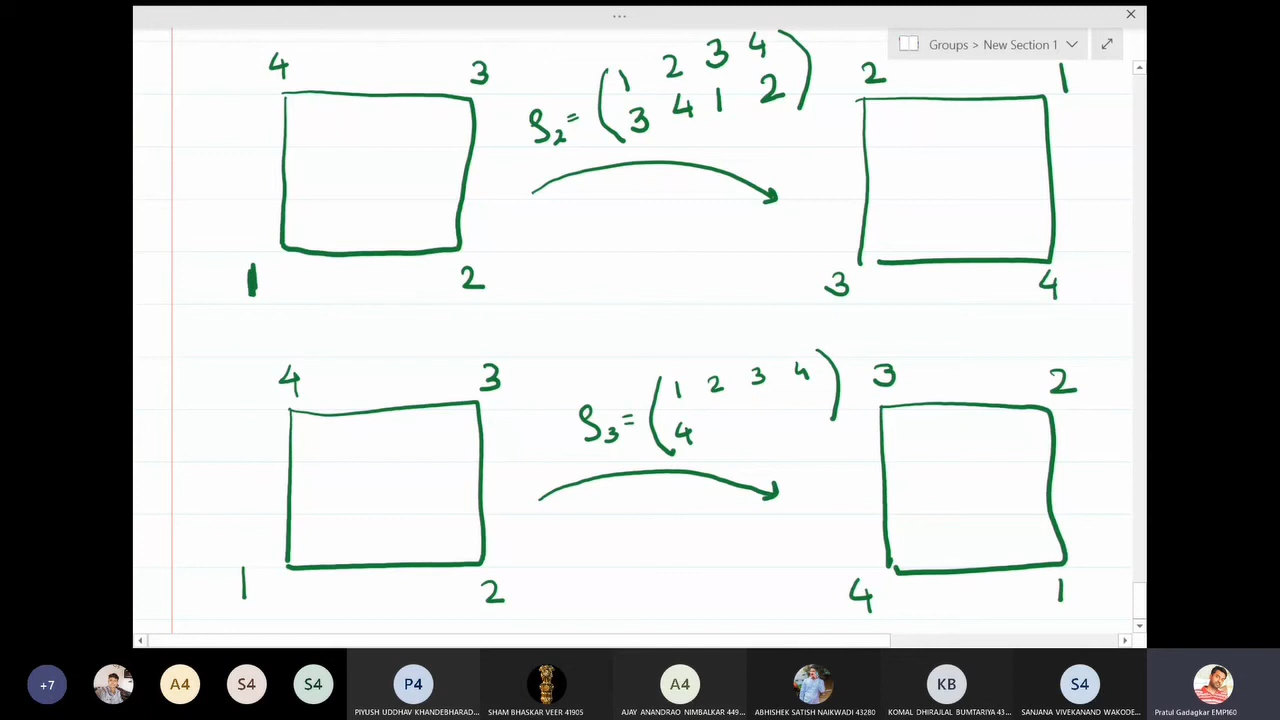 Groups > New Section 1
4 3 2 1
ρ₂ = ( 1 2 3 4 )
3 4 1 2
1 2 3 4
4 3 3 2
ρ₃ = ( 1 2 3 4 )
4
1 2 4 1
+7 A4 S4 S4 P4 A4 KB S4
PIYUSH UDDHAV KHANDEBHARAD... SHAM BHASKAR VEER 41905 AJAY ANANDRAO NIMBALKAR 449... ABHISHEK SATISH NAIKWADI 43280 KOMAL DHIRAJLAL BUMTARIYA 43... SANJANA VIVEKANAND WAKODE... Pratul Gadagkar EMP160